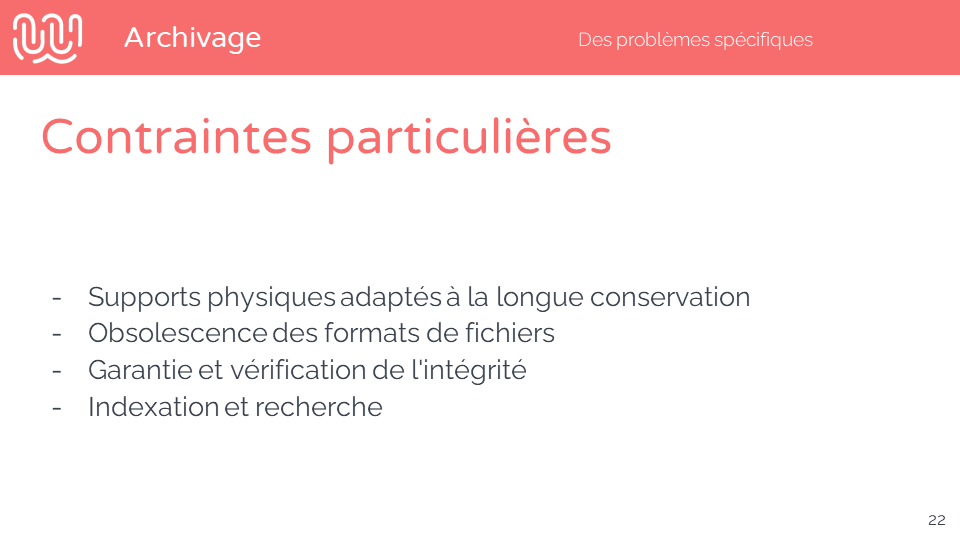 Archivage
Des problèmes spécifiques
Contraintes particulières
- Supports physiques adaptés à la longue conservation
- Obsolescence des formats de fichiers
- Garantie et vérification de l'intégrité
- Indexation et recherche
22